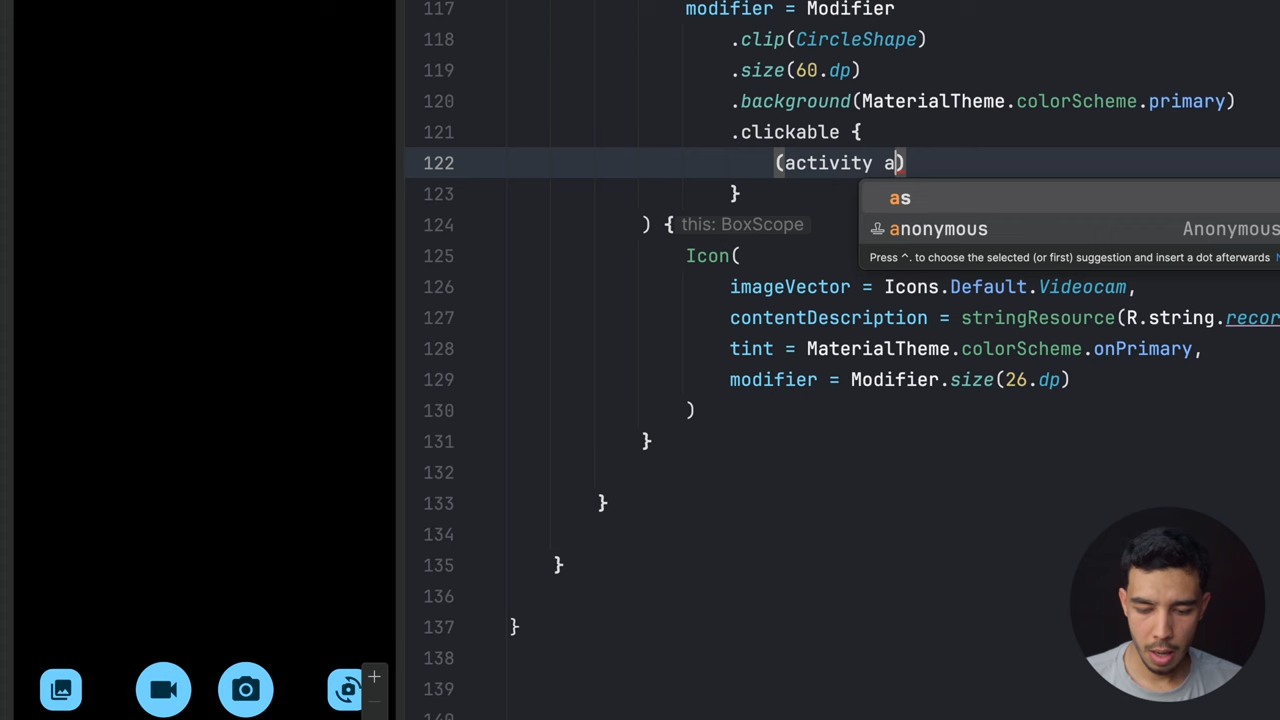 117 modifier = Modifier
118 .clip(CircleShape)
119 .size(60.dp)
120 .background(MaterialTheme.colorScheme.primary)
121 .clickable {
122 (activity a)
as
anonymous Anonymous
Press ^. to choose the selected (or first) suggestion and insert a dot afterwards
123 }
124 ) { this: BoxScope
125 Icon(
126 imageVector = Icons.Default.Videocam,
127 contentDescription = stringResource(R.string.recor
128 tint = MaterialTheme.colorScheme.onPrimary,
129 modifier = Modifier.size(26.dp)
130 )
131 }
132
133 }
134
135 }
136
137 }
138
139